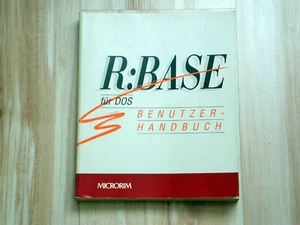 R:BASE
für DOS
BENUTZER-
HANDBUCH
MICRORIM